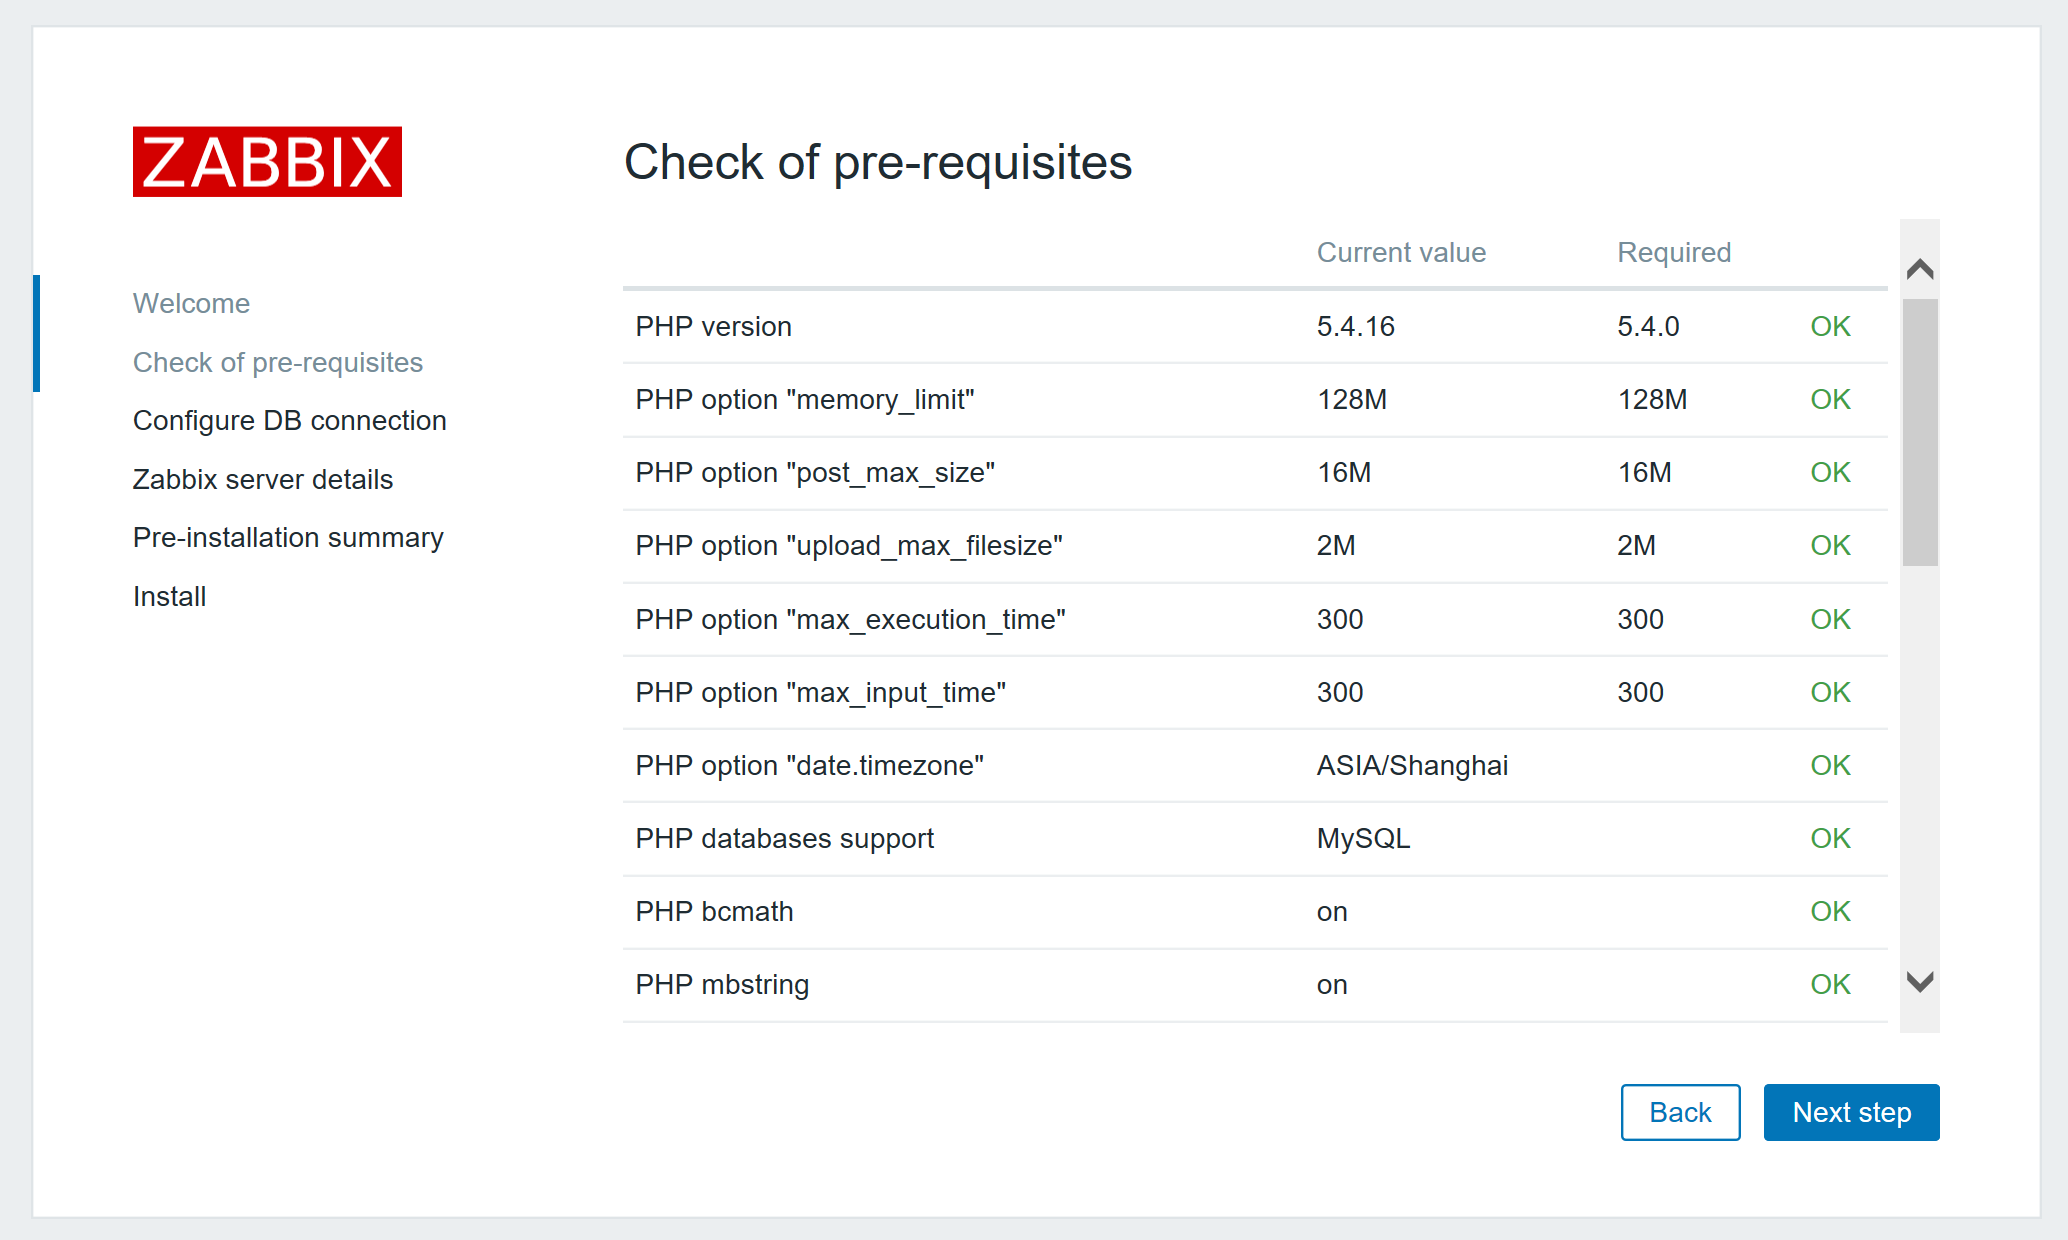 ZABBIX
Welcome
Check of pre-requisites
Configure DB connection
Zabbix server details
Pre-installation summary
Install
Check of pre-requisites
Current value Required
PHP version 5.4.16 5.4.0 OK
PHP option "memory_limit" 128M 128M OK
PHP option "post_max_size" 16M 16M OK
PHP option "upload_max_filesize" 2M 2M OK
PHP option "max_execution_time" 300 300 OK
PHP option "max_input_time" 300 300 OK
PHP option "date.timezone" ASIA/Shanghai OK
PHP databases support MySQL OK
PHP bcmath on OK
PHP mbstring on OK
Back Next step